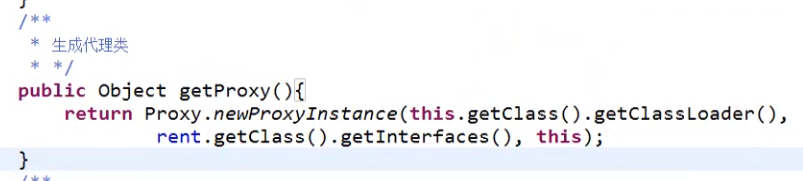 }
/**
* 生成代理类
* */
public Object getProxy(){
return Proxy.newProxyInstance(this.getClass().getClassLoader(),
rent.getClass().getInterfaces(), this);
}
/**